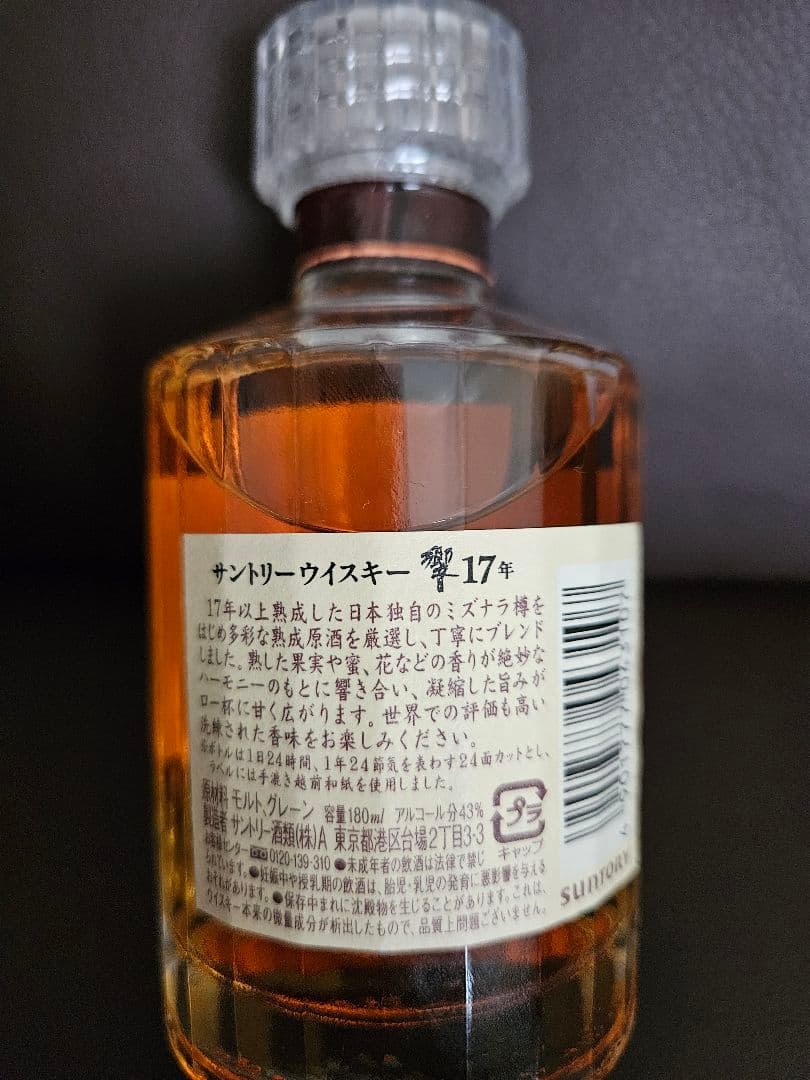 サントリーウイスキー 響 17年
17年以上熟成した日本独自のミズナラ樽を
はじめ多彩な熟成原酒を厳選し、丁寧にブレンド
しました。熟した果実や蜜、花などの香りが絶妙な
ハーモニーのもとに響き合い、凝縮した旨みが
口一杯に甘く広がります。世界での評価も高い
洗練された香味をお楽しみください。
※ボトルは1日24時間、1年24節気を表わす24面カットとし、
ラベルには手漉き越前和紙を使用しました。
原材料 モルト、グレーン 容量180ml アルコール分43%
製造者 サントリー酒類(株)A 東京都港区台場2丁目3-3
お客様センター 0120-139-310 ●未成年者の飲酒は法律で禁じ
られています。●妊娠中や授乳期の飲酒は、胎児・乳児の発育に悪影響を与える
おそれがあります。●保存中まれに沈殿物を生じることがあります。これは、
ウイスキー本来の微量成分が析出したもので、品質上問題ございません。
プラ
キャップ
SUNTORY